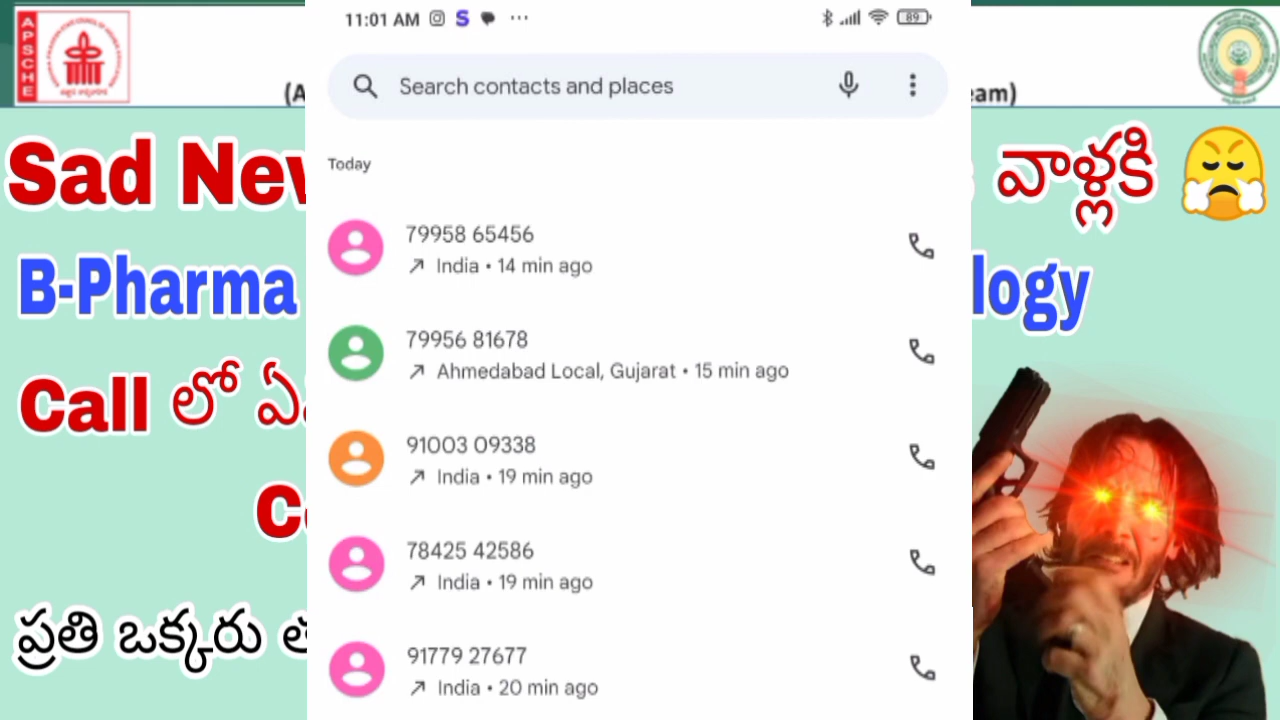 11:01 AM
89
APSCHE
Search contacts and places
(A
eam)
Today
Sad New
వాళ్లకి
79958 65456
India • 14 min ago
B-Pharma
logy
79956 81678
Ahmedabad Local, Gujarat • 15 min ago
Call లో
91003 09338
India • 19 min ago
78425 42586
India • 19 min ago
ప్రతి ఒక్కరు
91779 27677
India • 20 min ago